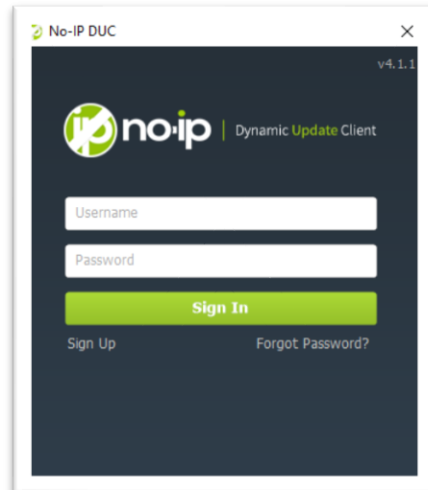 No-IP DUC
v4.1.1
no·ip | Dynamic Update Client
Username
Password
Sign In
Sign Up Forgot Password?